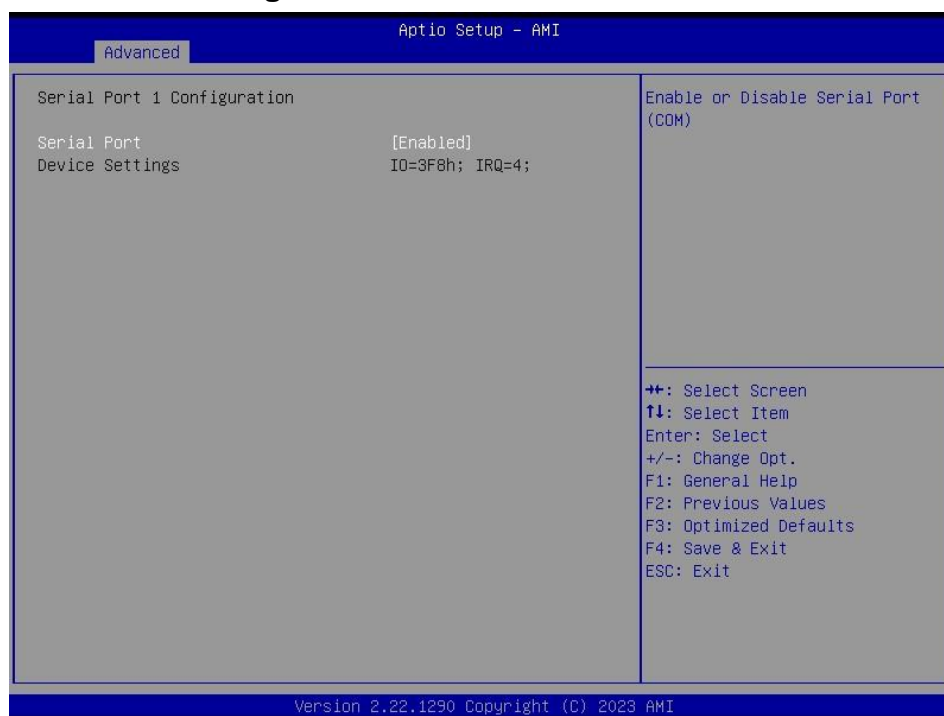 Aptio Setup – AMI
Advanced
Serial Port 1 Configuration
Serial Port [Enabled]
Device Settings IO=3F8h; IRQ=4;
Enable or Disable Serial Port
(COM)
→←: Select Screen
↑↓: Select Item
Enter: Select
+/-: Change Opt.
F1: General Help
F2: Previous Values
F3: Optimized Defaults
F4: Save & Exit
ESC: Exit
Version 2.22.1290 Copyright (C) 2023 AMI